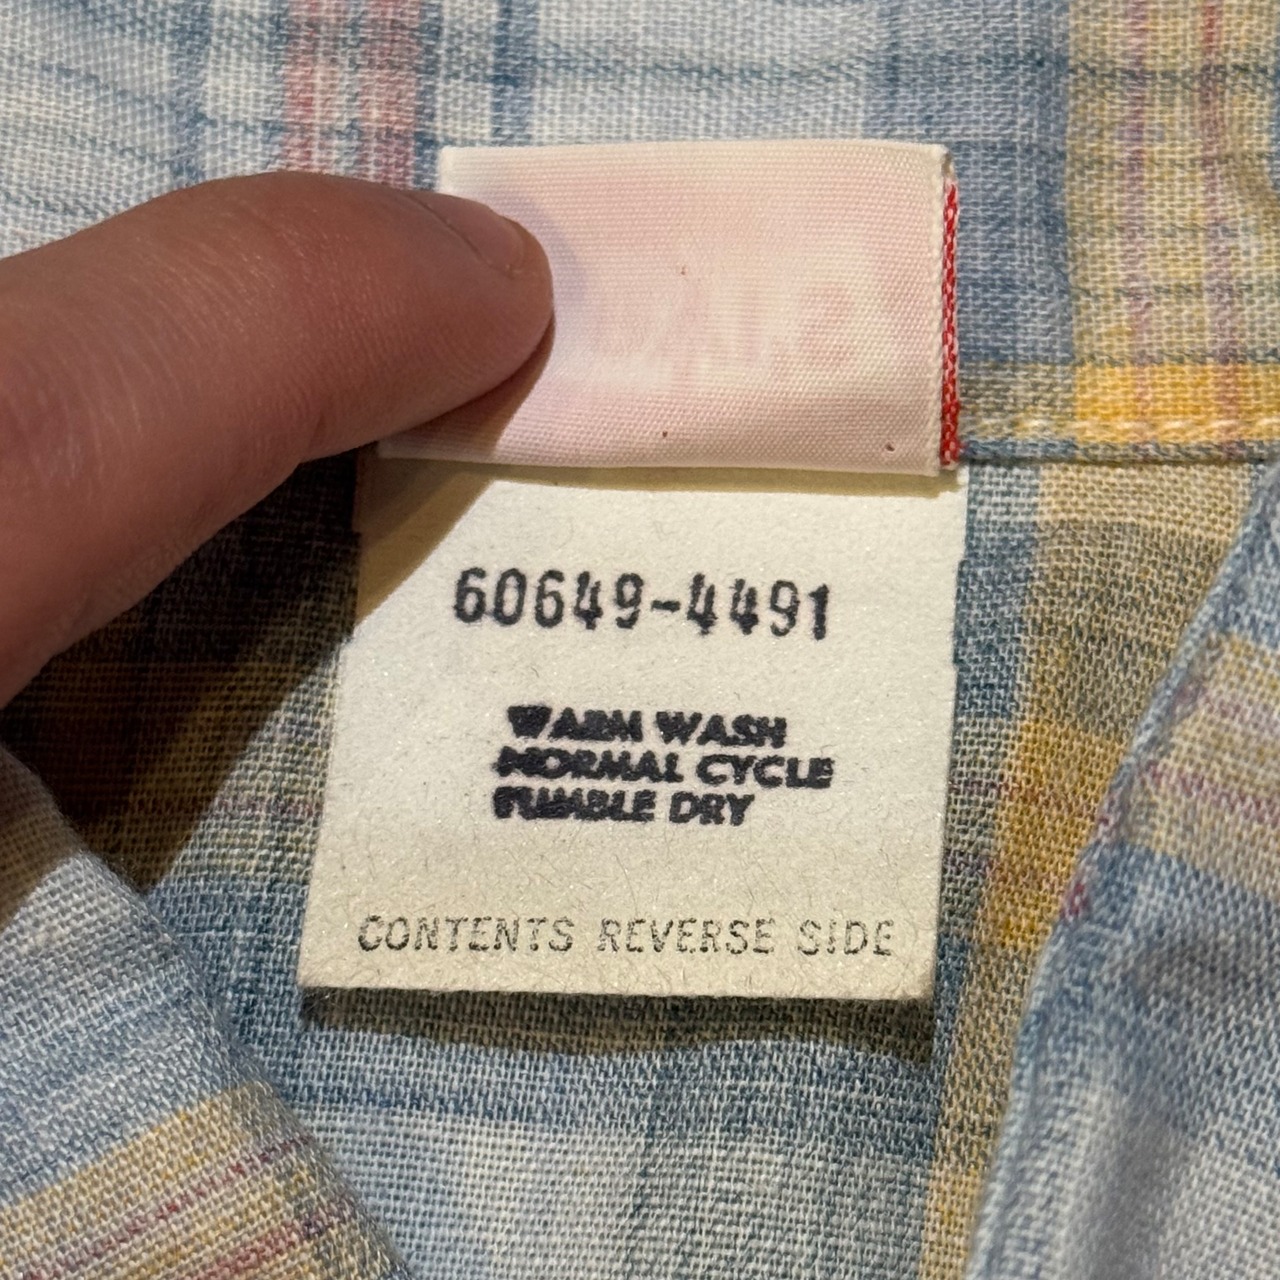 60649-4491
WARM WASH
NORMAL CYCLE
TUMBLE DRY
CONTENTS REVERSE SIDE